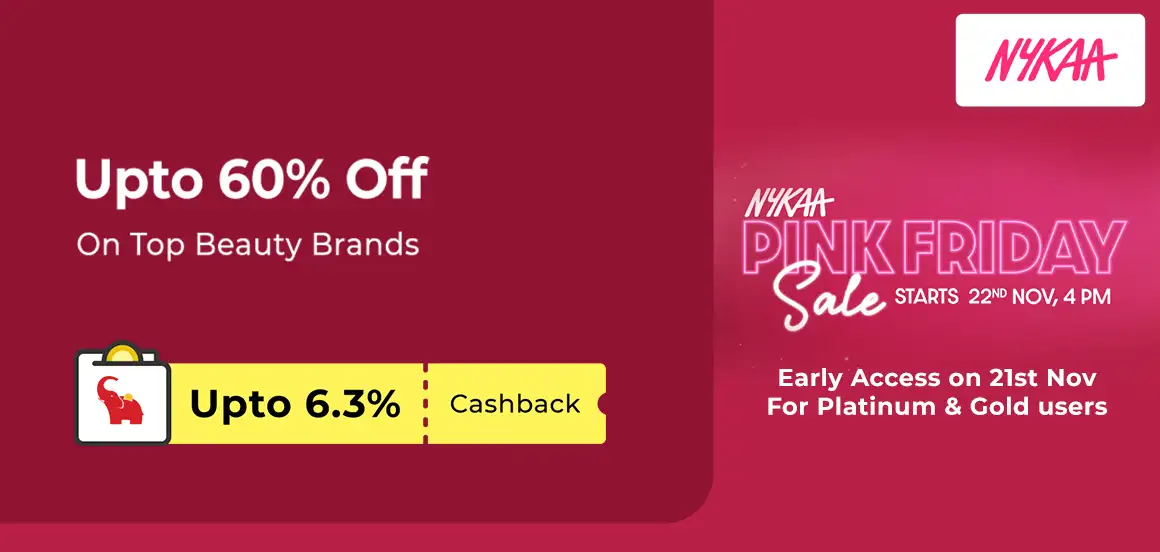 Upto 60% Off
On Top Beauty Brands
Upto 6.3%
Cashback
NYKAA
NYKAA
PINK FRIDAY
Sale STARTS 22ND NOV, 4 PM
Early Access on 21st Nov
For Platinum & Gold users